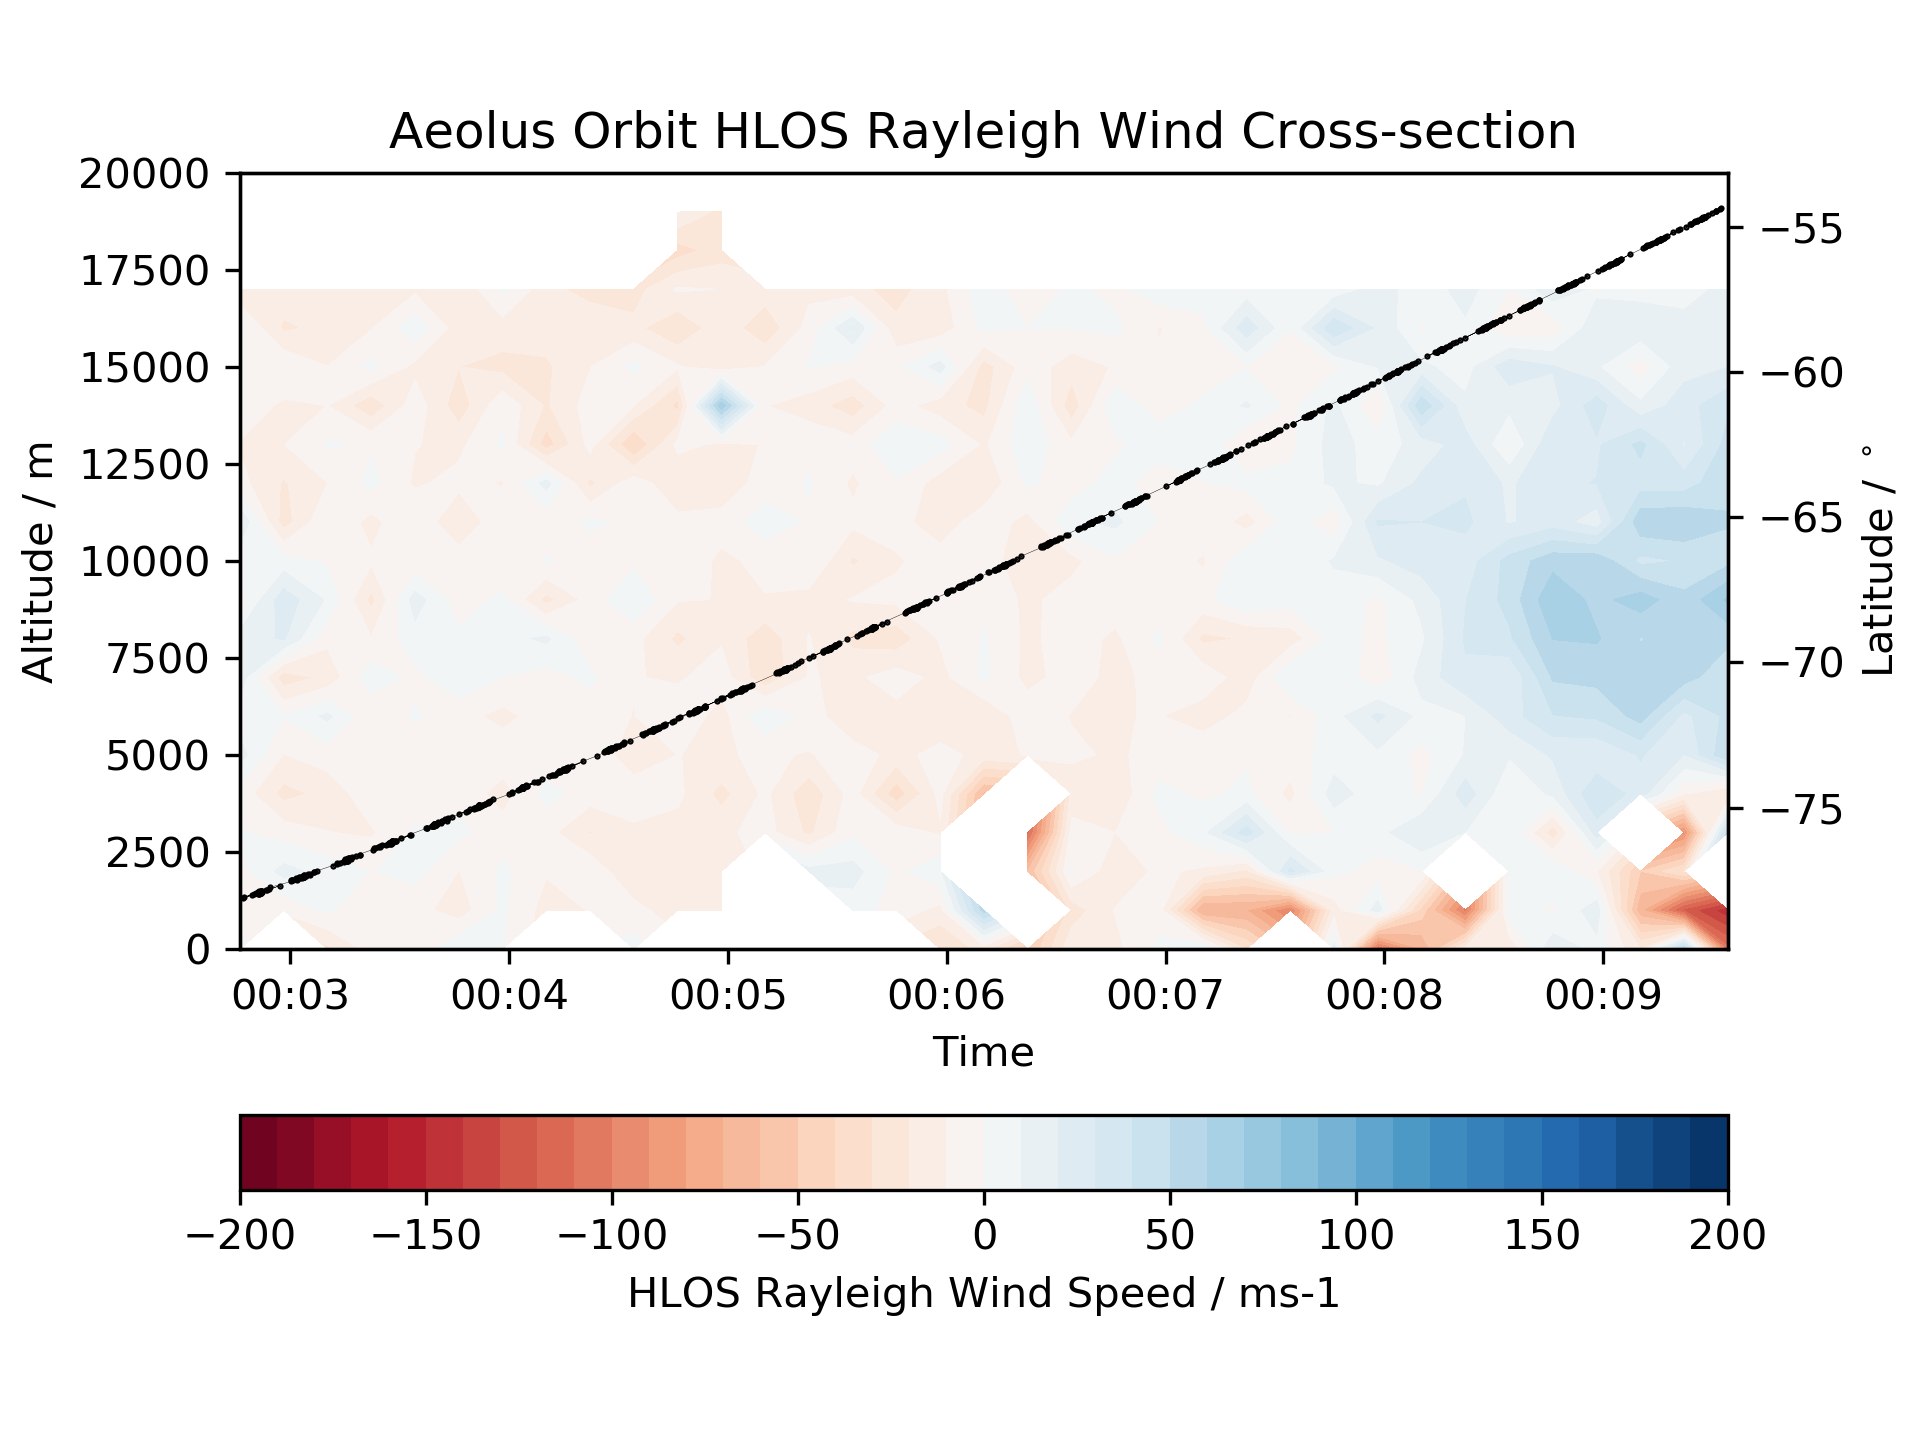 Aeolus Orbit HLOS Rayleigh Wind Cross-section
20000
17500
15000
12500
10000
7500
5000
2500
0
Altitude / m
−55
−60
−65
−70
−75
Latitude / °
00:03 00:04 00:05 00:06 00:07 00:08 00:09
Time
−200 −150 −100 −50 0 50 100 150 200
HLOS Rayleigh Wind Speed / ms-1